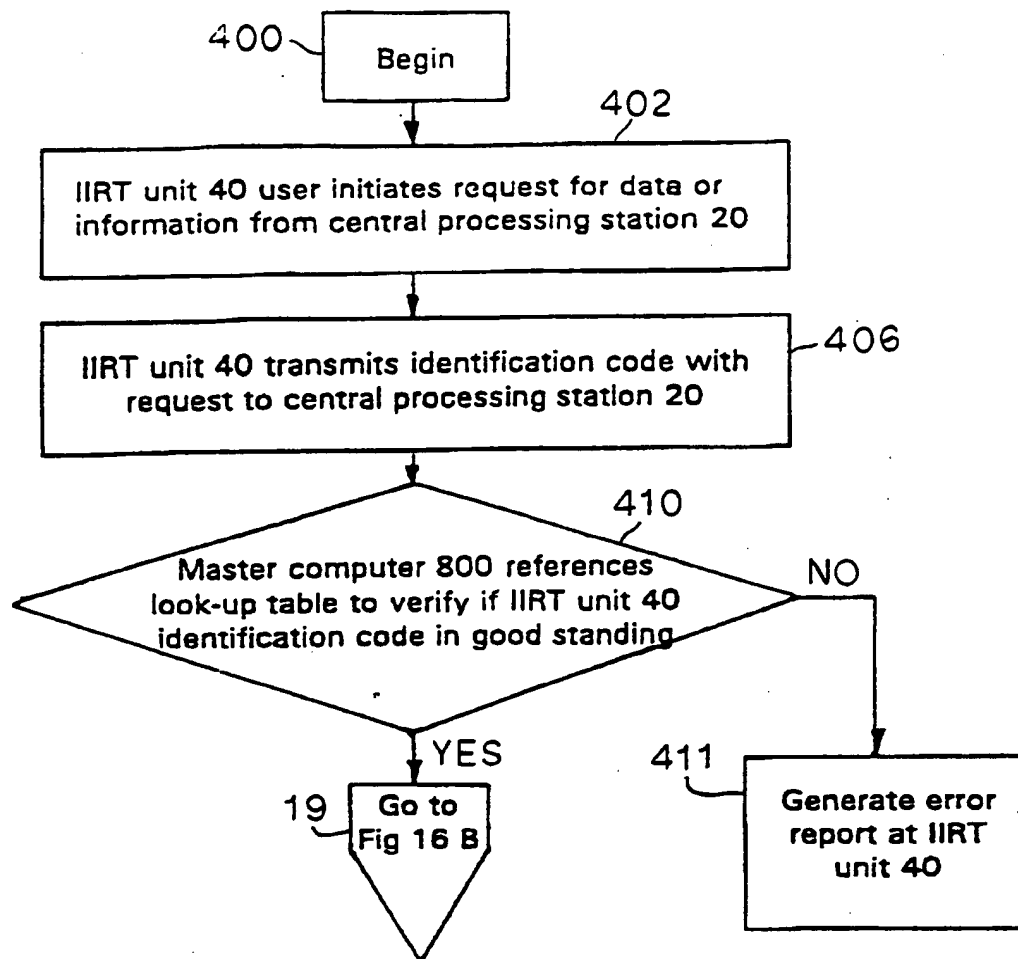 400
Begin
402
IIRT unit 40 user initiates request for data or
information from central processing station 20
406
IIRT unit 40 transmits identification code with
request to central processing station 20
410
Master computer 800 references
look-up table to verify if IIRT unit 40
identification code in good standing
NO
YES
19
Go to
Fig 16 B
411
Generate error
report at IIRT
unit 40